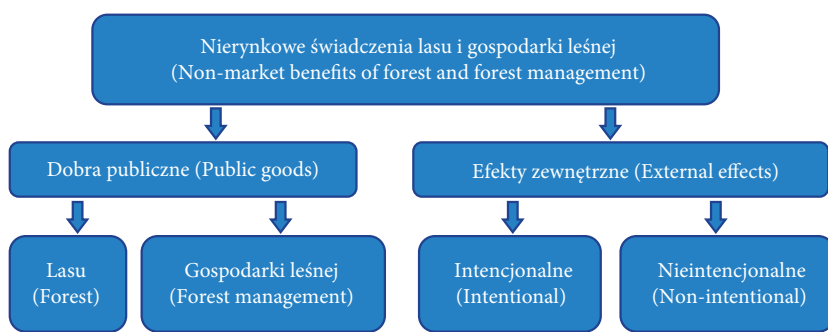 Nierynkowe świadczenia lasu i gospodarki leśnej
(Non-market benefits of forest and forest management)
Dobra publiczne (Public goods)
Efekty zewnętrzne (External effects)
Lasu
(Forest)
Gospodarki leśnej
(Forest management)
Intencjonalne
(Intentional)
Nieintencjonalne
(Non-intentional)